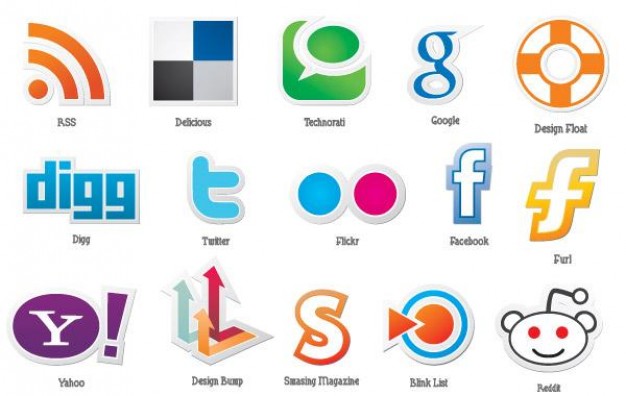 RSS
Delicious
Technorati
Google
Design Float
digg
Digg
Twitter
Flickr
Facebook
Furl
Y!
Yahoo
Design Bump
S
Smasing Magazine
Blink List
Reddit
g
t
f
f